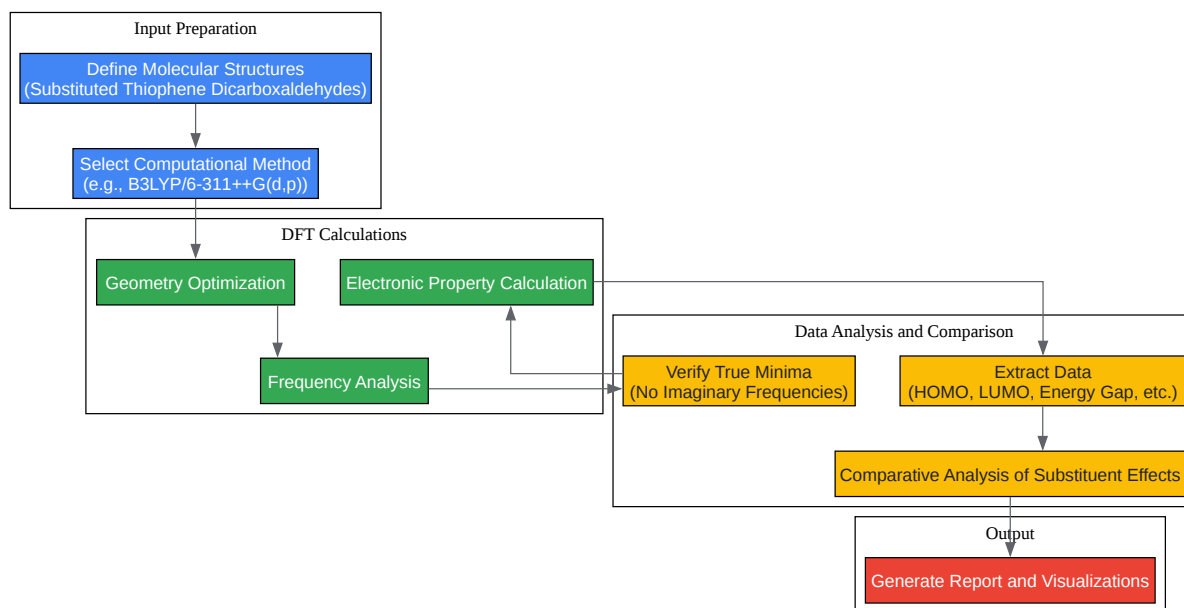 Input Preparation
Define Molecular Structures
(Substituted Thiophene Dicarboxaldehydes)
Select Computational Method
(e.g., B3LYP/6-311++G(d,p))
DFT Calculations
Geometry Optimization
Electronic Property Calculation
Frequency Analysis
Data Analysis and Comparison
Verify True Minima
(No Imaginary Frequencies)
Extract Data
(HOMO, LUMO, Energy Gap, etc.)
Comparative Analysis of Substituent Effects
Output
Generate Report and Visualizations